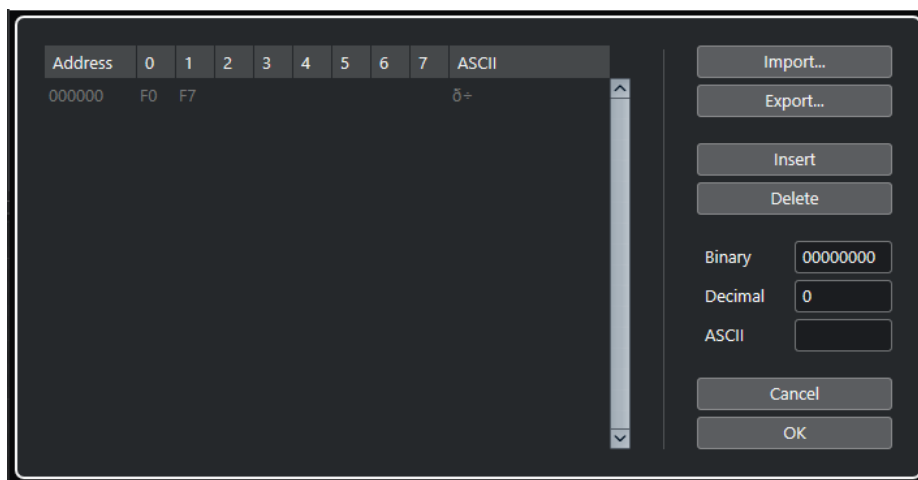 Address 0 1 2 3 4 5 6 7 ASCII
000000 F0 F7 ð÷
Import...
Export...
Insert
Delete
Binary 00000000
Decimal 0
ASCII
Cancel
OK